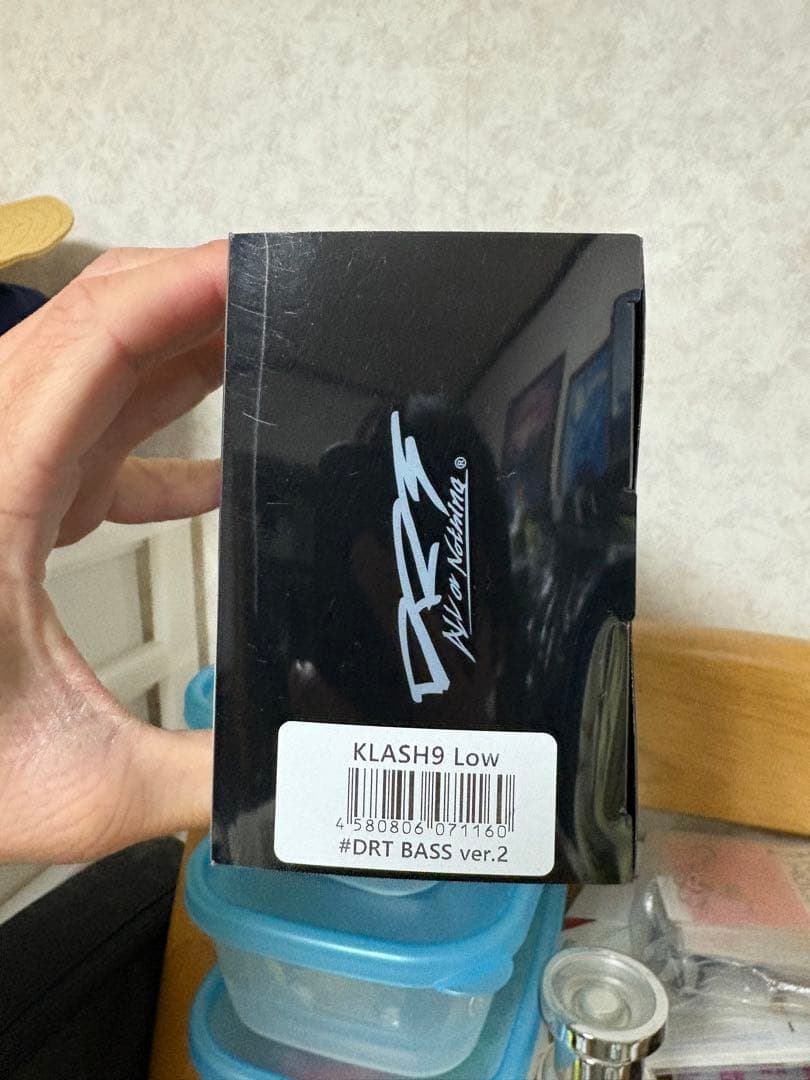 DRT
All or Nothing®
KLASH9 Low
4 580806 071160
#DRT BASS ver.2